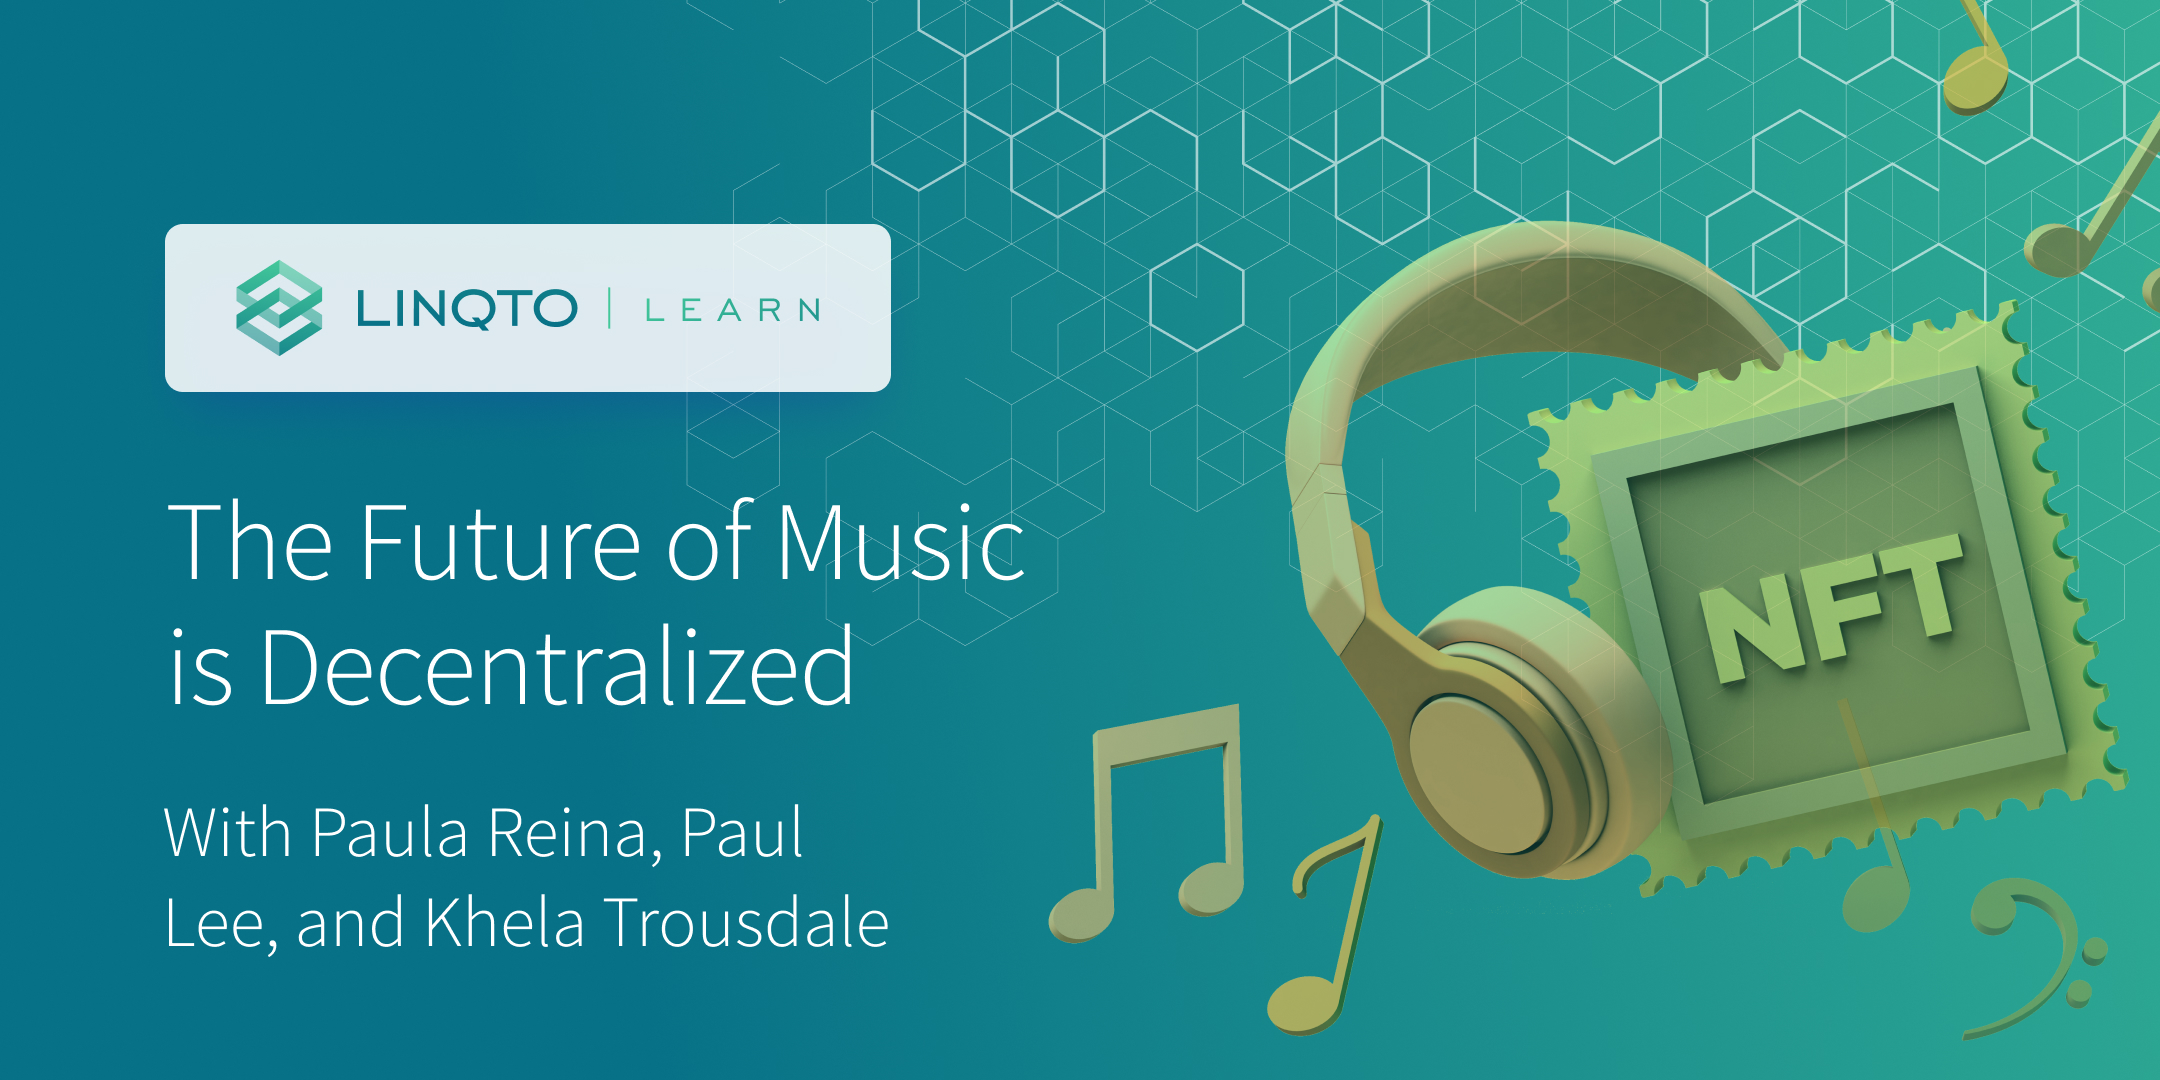 LINQTO | LEARN
The Future of Music
is Decentralized
With Paula Reina, Paul
Lee, and Khela Trousdale
NFT